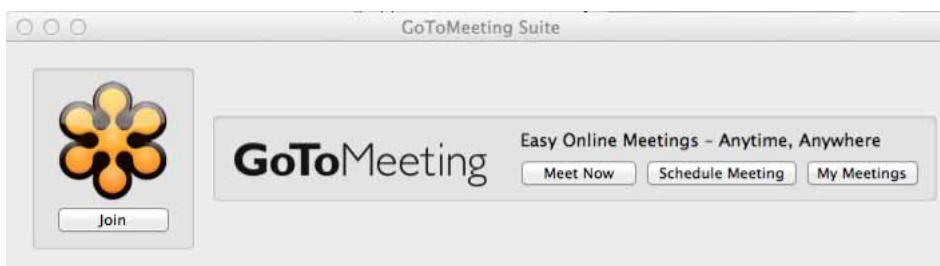 GoToMeeting Suite
Join
GoToMeeting
Easy Online Meetings – Anytime, Anywhere
Meet Now Schedule Meeting My Meetings